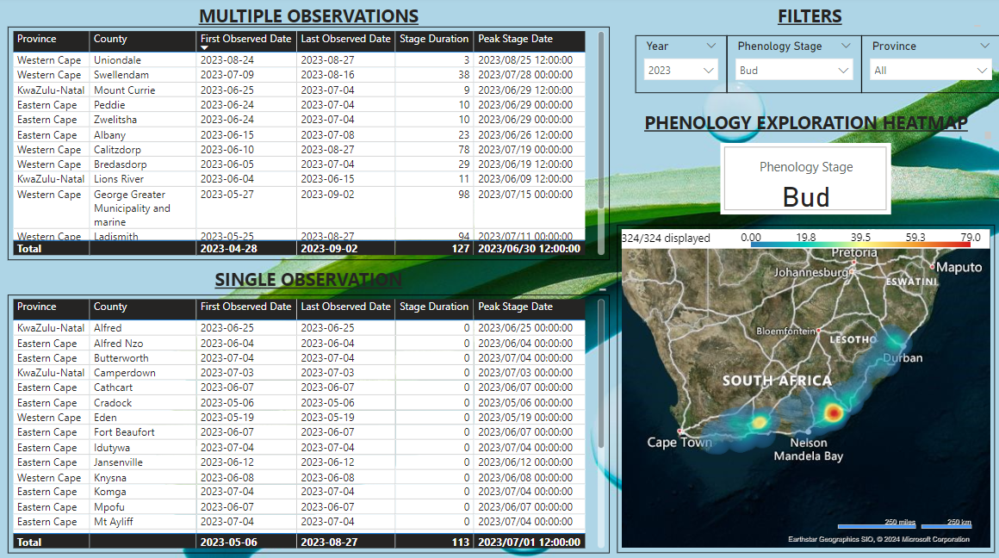 MULTIPLE OBSERVATIONS
Province County First Observed Date Last Observed Date Stage Duration Peak Stage Date
Western Cape Uniondale 2023-08-24 2023-08-27 3 2023/08/25 12:00:00
Western Cape Swellendam 2023-07-09 2023-08-16 38 2023/07/28 00:00:00
KwaZulu-Natal Mount Currie 2023-06-25 2023-07-04 9 2023/06/29 12:00:00
Eastern Cape Peddie 2023-06-24 2023-07-04 10 2023/06/29 00:00:00
Eastern Cape Zwelitsha 2023-06-24 2023-07-04 10 2023/06/29 00:00:00
Eastern Cape Albany 2023-06-15 2023-07-08 23 2023/06/26 12:00:00
Western Cape Calitzdorp 2023-06-10 2023-08-27 78 2023/07/19 00:00:00
Western Cape Bredasdorp 2023-06-05 2023-07-04 29 2023/06/19 12:00:00
KwaZulu-Natal Lions River 2023-06-04 2023-06-15 11 2023/06/09 12:00:00
Western Cape George Greater 2023-05-27 2023-09-02 98 2023/07/15 00:00:00
Municipality and
marine
Western Cape Ladismith 2023-05-25 2023-08-27 94 2023/07/11 00:00:00
Total 2023-04-28 2023-09-02 127 2023/06/30 12:00:00
SINGLE OBSERVATION
Province County First Observed Date Last Observed Date Stage Duration Peak Stage Date
KwaZulu-Natal Alfred 2023-06-25 2023-06-25 0 2023/06/25 00:00:00
Eastern Cape Alfred Nzo 2023-06-04 2023-06-04 0 2023/06/04 00:00:00
Eastern Cape Butterworth 2023-07-04 2023-07-04 0 2023/07/04 00:00:00
KwaZulu-Natal Camperdown 2023-07-03 2023-07-03 0 2023/07/03 00:00:00
Eastern Cape Cathcart 2023-06-07 2023-06-07 0 2023/06/07 00:00:00
Eastern Cape Cradock 2023-05-06 2023-05-06 0 2023/05/06 00:00:00
Western Cape Eden 2023-05-19 2023-05-19 0 2023/05/19 00:00:00
Eastern Cape Fort Beaufort 2023-06-07 2023-06-07 0 2023/06/07 00:00:00
Eastern Cape Idutywa 2023-07-04 2023-07-04 0 2023/07/04 00:00:00
Eastern Cape Jansenville 2023-06-12 2023-06-12 0 2023/06/12 00:00:00
Western Cape Knysna 2023-06-08 2023-06-08 0 2023/06/08 00:00:00
Eastern Cape Komga 2023-07-04 2023-07-04 0 2023/07/04 00:00:00
Eastern Cape Mpofu 2023-06-07 2023-06-07 0 2023/06/07 00:00:00
Eastern Cape Mt Ayliff 2023-07-04 2023-07-04 0 2023/07/04 00:00:00
Total 2023-05-06 2023-08-27 113 2023/07/01 12:00:00
FILTERS
Year Phenology Stage Province
2023 Bud All
PHENOLOGY EXPLORATION HEATMAP
Phenology Stage
Bud
324/324 displayed 0.00 19.8 39.5 59.3 79.0
Pretoria
Johannesburg Maputo
ESWATINI
Bloemfontein
LESOTHO
Durban
SOUTH AFRICA
Cape Town Nelson
Mandela Bay
250 miles 250 km
Earthstar Geographics SIO, © 2024 Microsoft Corporation